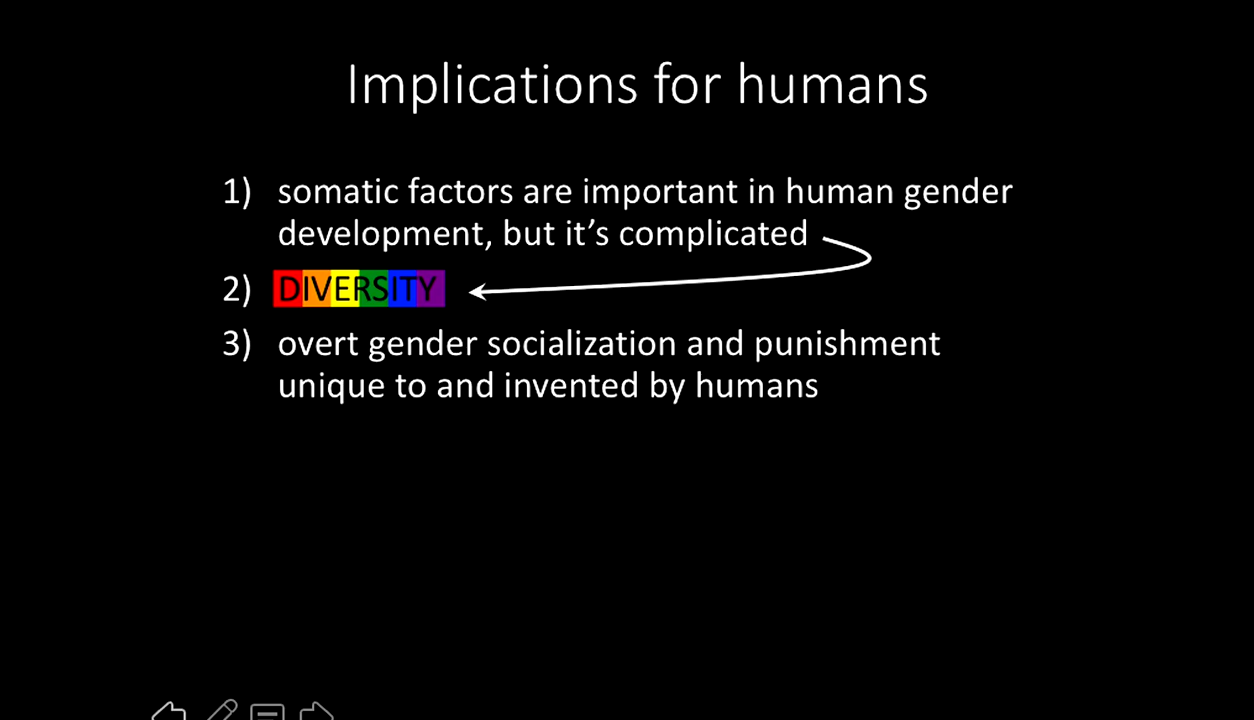 Implications for humans
1) somatic factors are important in human gender
development, but it's complicated
2) DIVERSITY
3) overt gender socialization and punishment
unique to and invented by humans